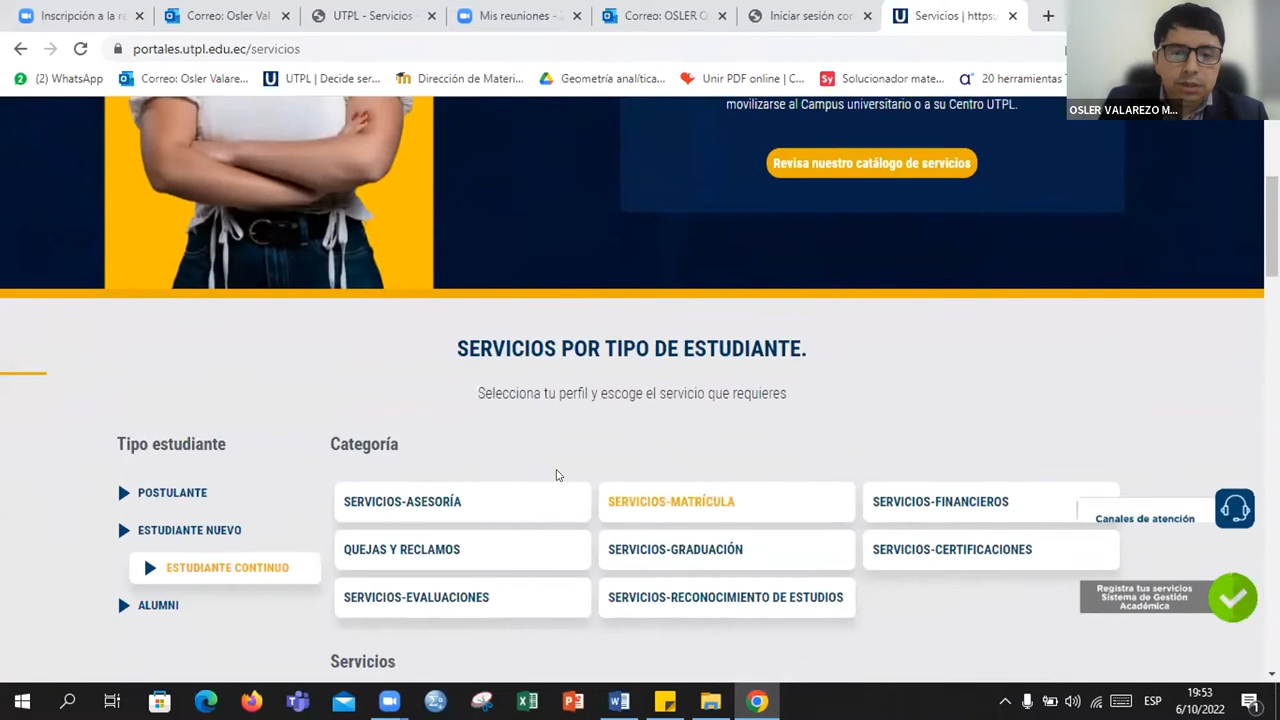 Inscripción a la re
Correo: Osler Val
UTPL - Servicios
Mis reuniones -
Correo: OSLER
Iniciar sesión co
Servicios | https:
portales.utpl.edu.ec/servicios
(2) WhatsApp
Correo: Osler Valare...
UTPL | Decide ser...
Dirección de Materi...
Geometría analítica...
Unir PDF online | C...
Sy
Solucionador mate...
20 herramientas
OSLER VALAREZO M...
movilizarse al Campus universitario o a su Centro UTPL.
Revisa nuestro catálogo de servicios
SERVICIOS POR TIPO DE ESTUDIANTE.
Selecciona tu perfil y escoge el servicio que requieres
Tipo estudiante
POSTULANTE
ESTUDIANTE NUEVO
ESTUDIANTE CONTINUO
ALUMNI
Categoría
SERVICIOS-ASESORÍA
SERVICIOS-MATRÍCULA
SERVICIOS-FINANCIEROS
QUEJAS Y RECLAMOS
SERVICIOS-GRADUACIÓN
SERVICIOS-CERTIFICACIONES
SERVICIOS-EVALUACIONES
SERVICIOS-RECONOCIMIENTO DE ESTUDIOS
Servicios
Canales de atención
Registra tus servicios
Sistema de Gestión
Académica
ESP
19:53
6/10/2022